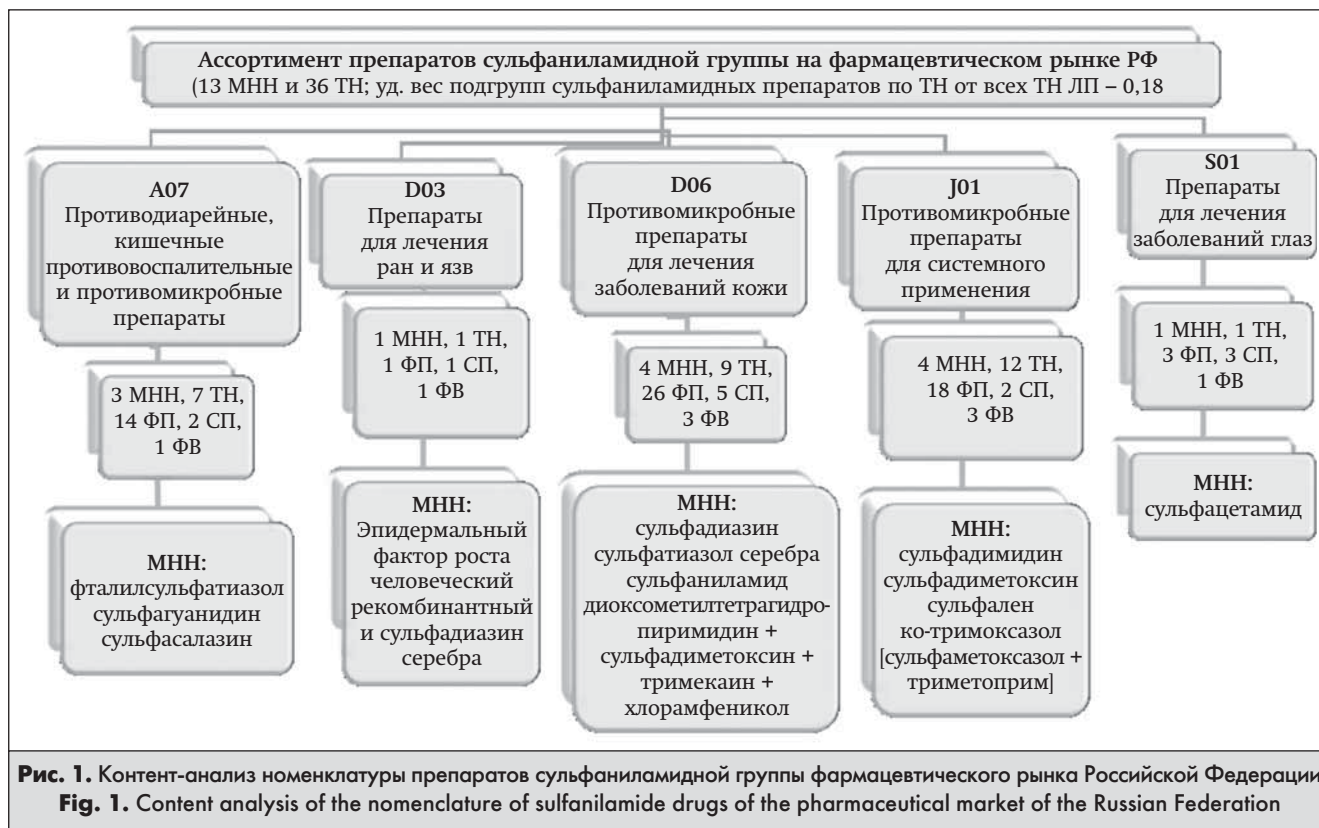 Ассортимент препаратов сульфаниламидной группы на фармацевтическом рынке РФ
(13 МНН и 36 ТН; уд. вес подгрупп сульфаниламидных препаратов по ТН от всех ТН ЛП – 0,18
A07
Противодиарейные,
кишечные
противовоспалительные
и противомикробные
препараты
3 МНН, 7 ТН,
14 ФП, 2 СП,
1 ФВ
МНН:
фталилсульфатиазол
сульфагуанидин
сульфасалазин
D03
Препараты
для лечения
ран и язв
1 МНН, 1 ТН,
1 ФП, 1 СП,
1 ФВ
МНН:
Эпидермальный
фактор роста
человеческий
рекомбинантный
и сульфадиазин
серебра
D06
Противомикробные
препараты
для лечения
заболеваний кожи
4 МНН, 9 ТН,
26 ФП, 5 СП,
3 ФВ
МНН:
сульфадиазин
сульфатиазол серебра
сульфаниламид
диоксометилтетрагидро-
пиримидин +
сульфадиметоксин +
тримекаин +
хлорамфеникол
J01
Противомикробные
препараты
для системного
применения
4 МНН, 12 ТН,
18 ФП, 2 СП,
3 ФВ
МНН:
сульфадимидин
сульфадиметоксин
сульфален
ко-тримоксазол
[сульфаметоксазол +
триметоприм]
S01
Препараты
для лечения
заболеваний глаз
1 МНН, 1 ТН,
3 ФП, 3 СП,
1 ФВ
МНН:
сульфацетамид
Рис. 1. Контент-анализ номенклатуры препаратов сульфаниламидной группы фармацевтического рынка Российской Федерации
Fig. 1. Content analysis of the nomenclature of sulfanilamide drugs of the pharmaceutical market of the Russian Federation